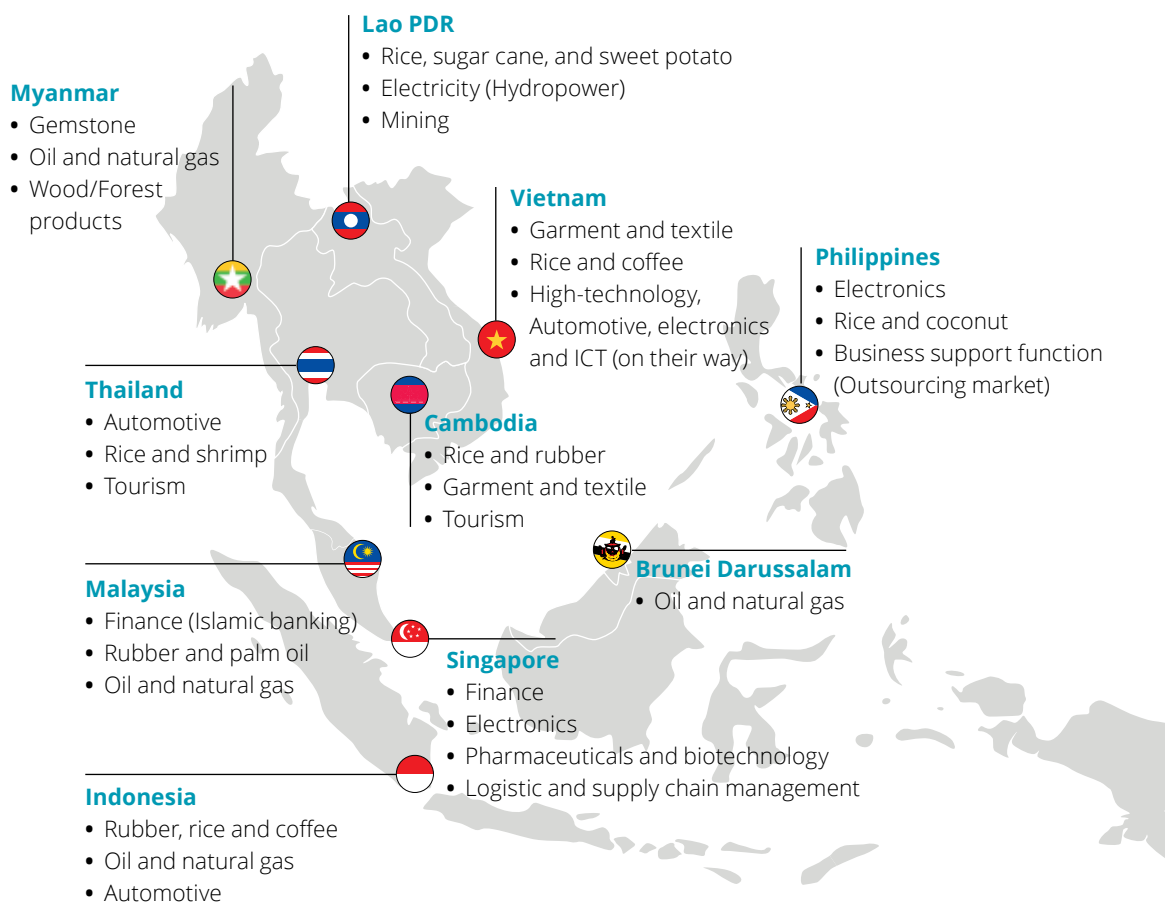 Lao PDR
• Rice, sugar cane, and sweet potato
• Electricity (Hydropower)
• Mining
Myanmar
• Gemstone
• Oil and natural gas
• Wood/Forest
products
Vietnam
• Garment and textile
• Rice and coffee
• High-technology,
Automotive, electronics
and ICT (on their way)
Philippines
• Electronics
• Rice and coconut
• Business support function
(Outsourcing market)
Thailand
• Automotive
• Rice and shrimp
• Tourism
Cambodia
• Rice and rubber
• Garment and textile
• Tourism
Malaysia
• Finance (Islamic banking)
• Rubber and palm oil
• Oil and natural gas
Brunei Darussalam
• Oil and natural gas
Singapore
• Finance
• Electronics
• Pharmaceuticals and biotechnology
• Logistic and supply chain management
Indonesia
• Rubber, rice and coffee
• Oil and natural gas
• Automotive